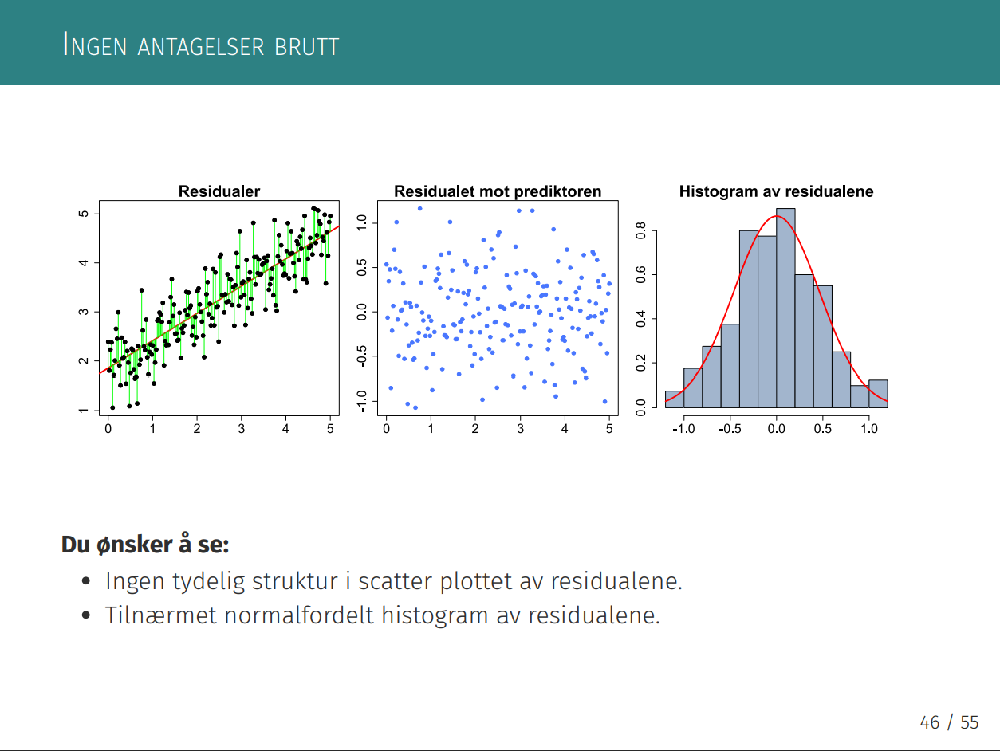 Ingen antagelser brutt
Residualer
Residualet mot prediktoren
Histogram av residualene
5
4
3
2
1
0 1 2 3 4 5
1.0
0.5
0.0
-0.5
-1.0
0 1 2 3 4 5
0.8
0.6
0.4
0.2
0.0
-1.0 -0.5 0.0 0.5 1.0
Du ønsker å se:
• Ingen tydelig struktur i scatter plottet av residualene.
• Tilnærmet normalfordelt histogram av residualene.
46 / 55